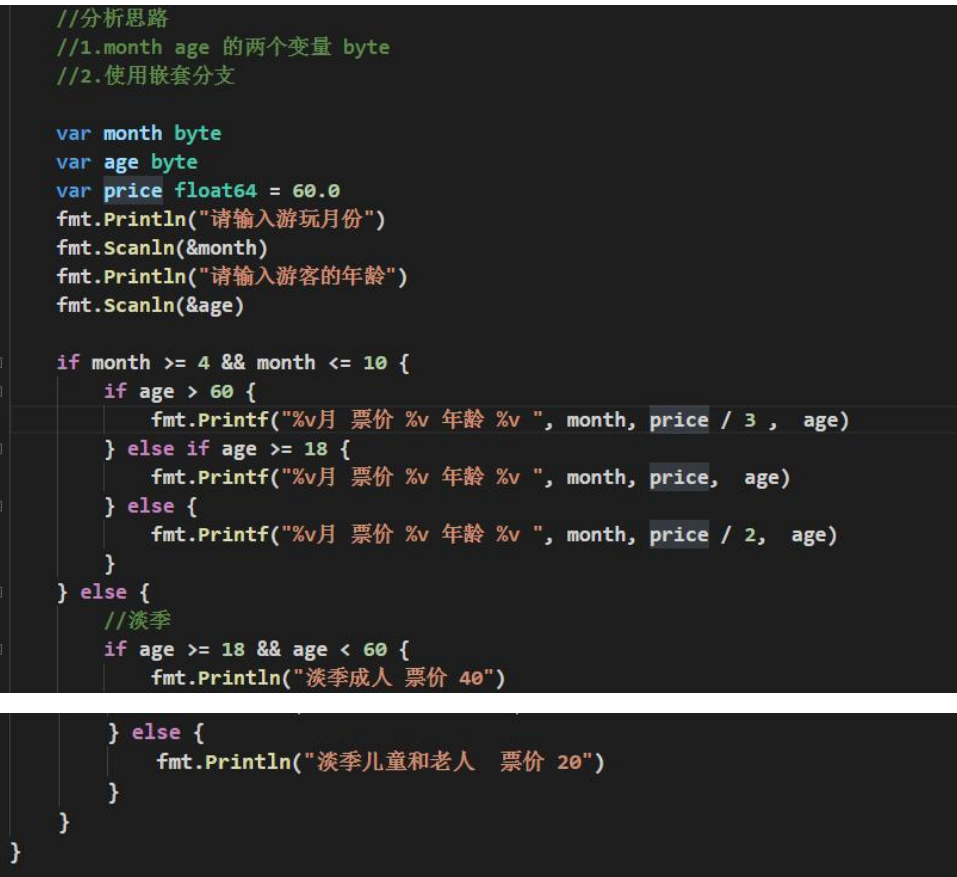 //分析思路
//1.month age 的两个变量 byte
//2.使用嵌套分支
var month byte
var age byte
var price float64 = 60.0
fmt.Println("请输入游玩月份")
fmt.Scanln(&month)
fmt.Println("请输入游客的年龄")
fmt.Scanln(&age)
if month >= 4 && month <= 10 {
if age > 60 {
fmt.Printf("%v月 票价 %v 年龄 %v ", month, price / 3 ,  age)
} else if age >= 18 {
fmt.Printf("%v月 票价 %v 年龄 %v ", month, price,  age)
} else {
fmt.Printf("%v月 票价 %v 年龄 %v ", month, price / 2,  age)
}
} else {
//淡季
if age >= 18 && age < 60 {
fmt.Println("淡季成人 票价 40")
} else {
fmt.Println("淡季儿童和老人  票价 20")
}
}
}